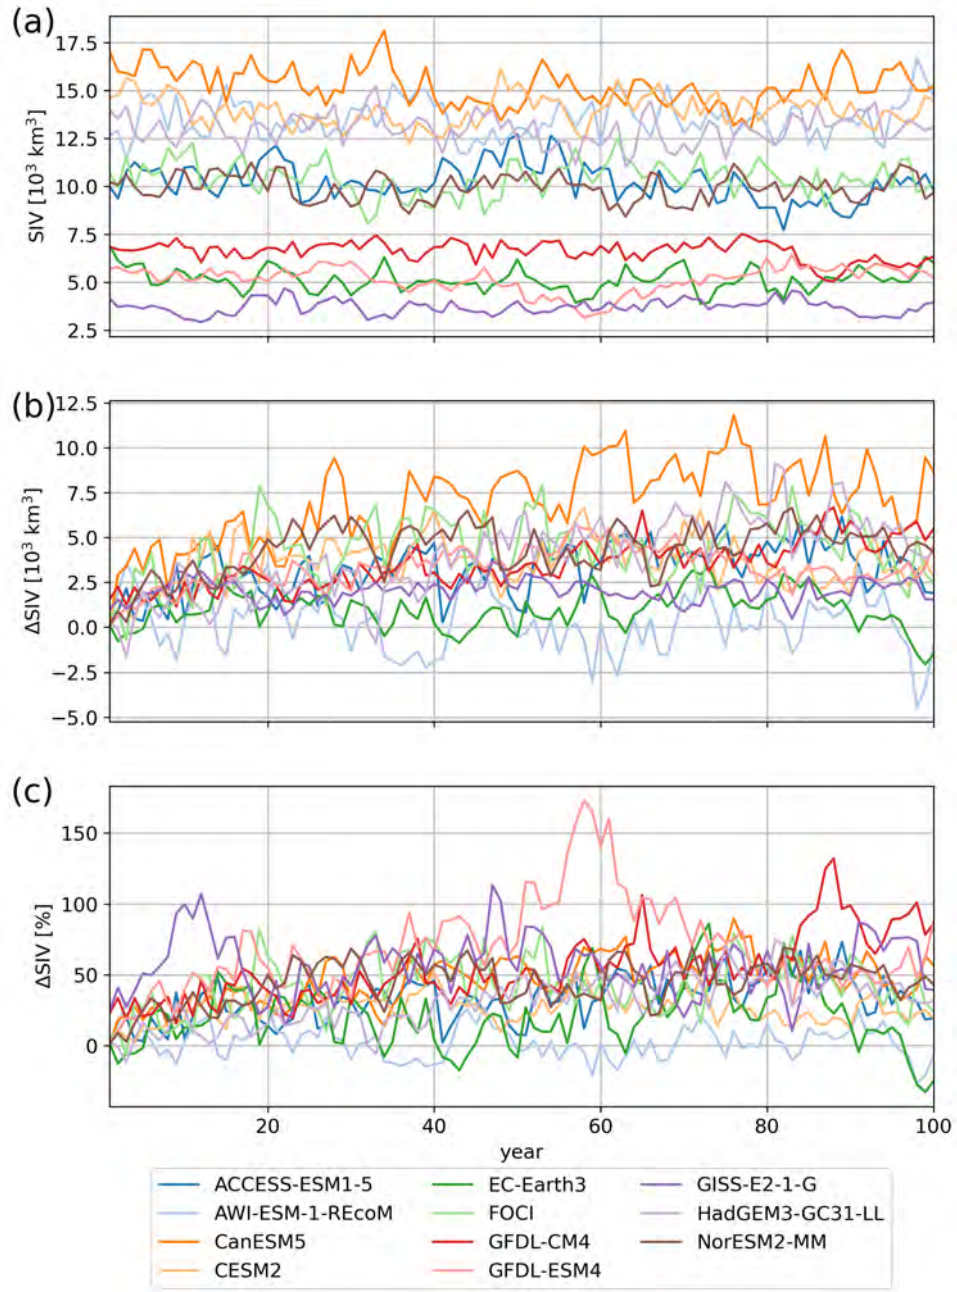 (a)
SIV [10³ km³]
17.5
15.0
12.5
10.0
7.5
5.0
2.5
(b)
ΔSIV [10³ km³]
12.5
10.0
7.5
5.0
2.5
0.0
−2.5
−5.0
(c)
ΔSIV [%]
150
100
50
0
20 40 60 80 100
year
ACCESS-ESM1-5 EC-Earth3 GISS-E2-1-G
AWI-ESM-1-REcoM FOCI HadGEM3-GC31-LL
CanESM5 GFDL-CM4 NorESM2-MM
CESM2 GFDL-ESM4